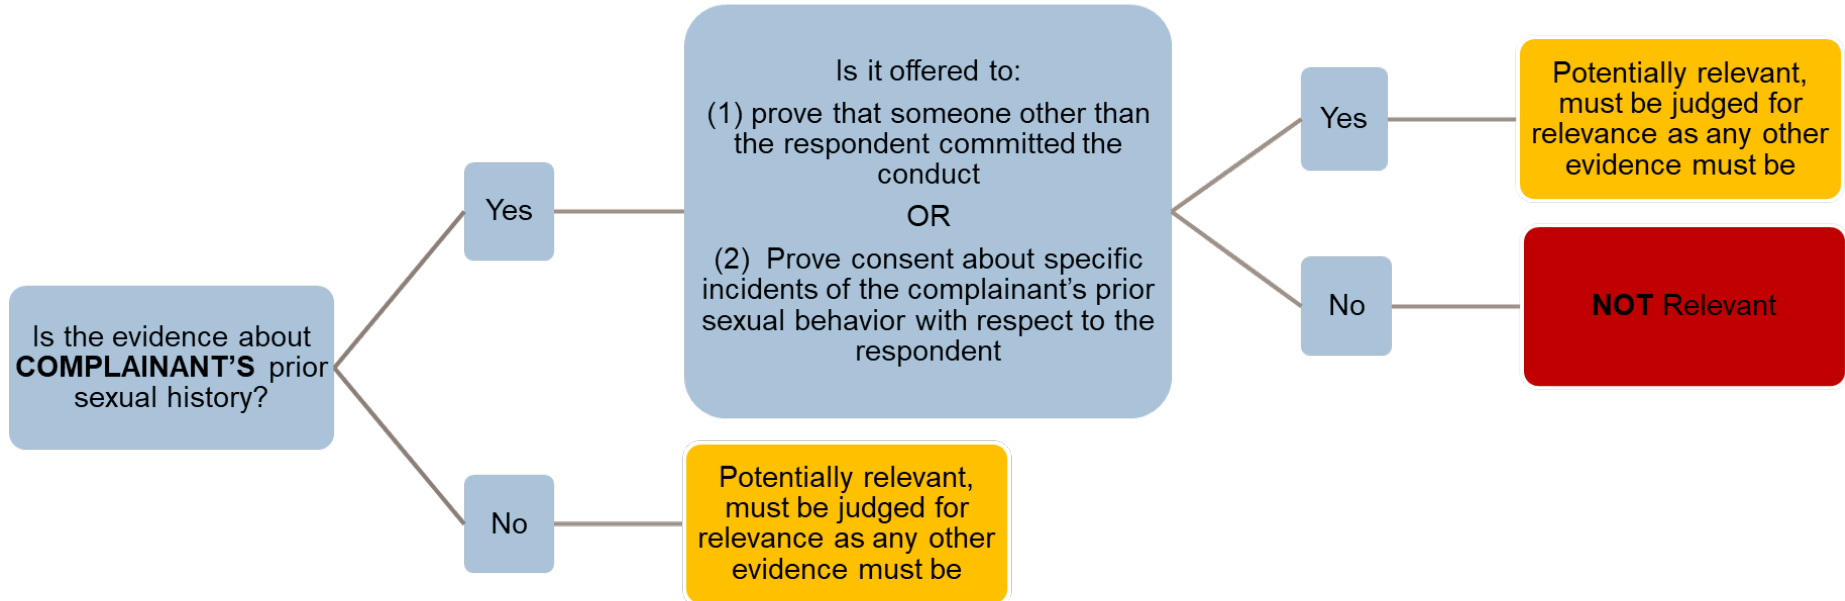 Is the evidence about
COMPLAINANT'S prior
sexual history?
Yes
Is it offered to:
(1) prove that someone other than
the respondent committed the
conduct
OR
(2)  Prove consent about specific
incidents of the complainant's prior
sexual behavior with respect to the
respondent
Yes
Potentially relevant,
must be judged for
relevance as any other
evidence must be
No
NOT Relevant
No
Potentially relevant,
must be judged for
relevance as any other
evidence must be